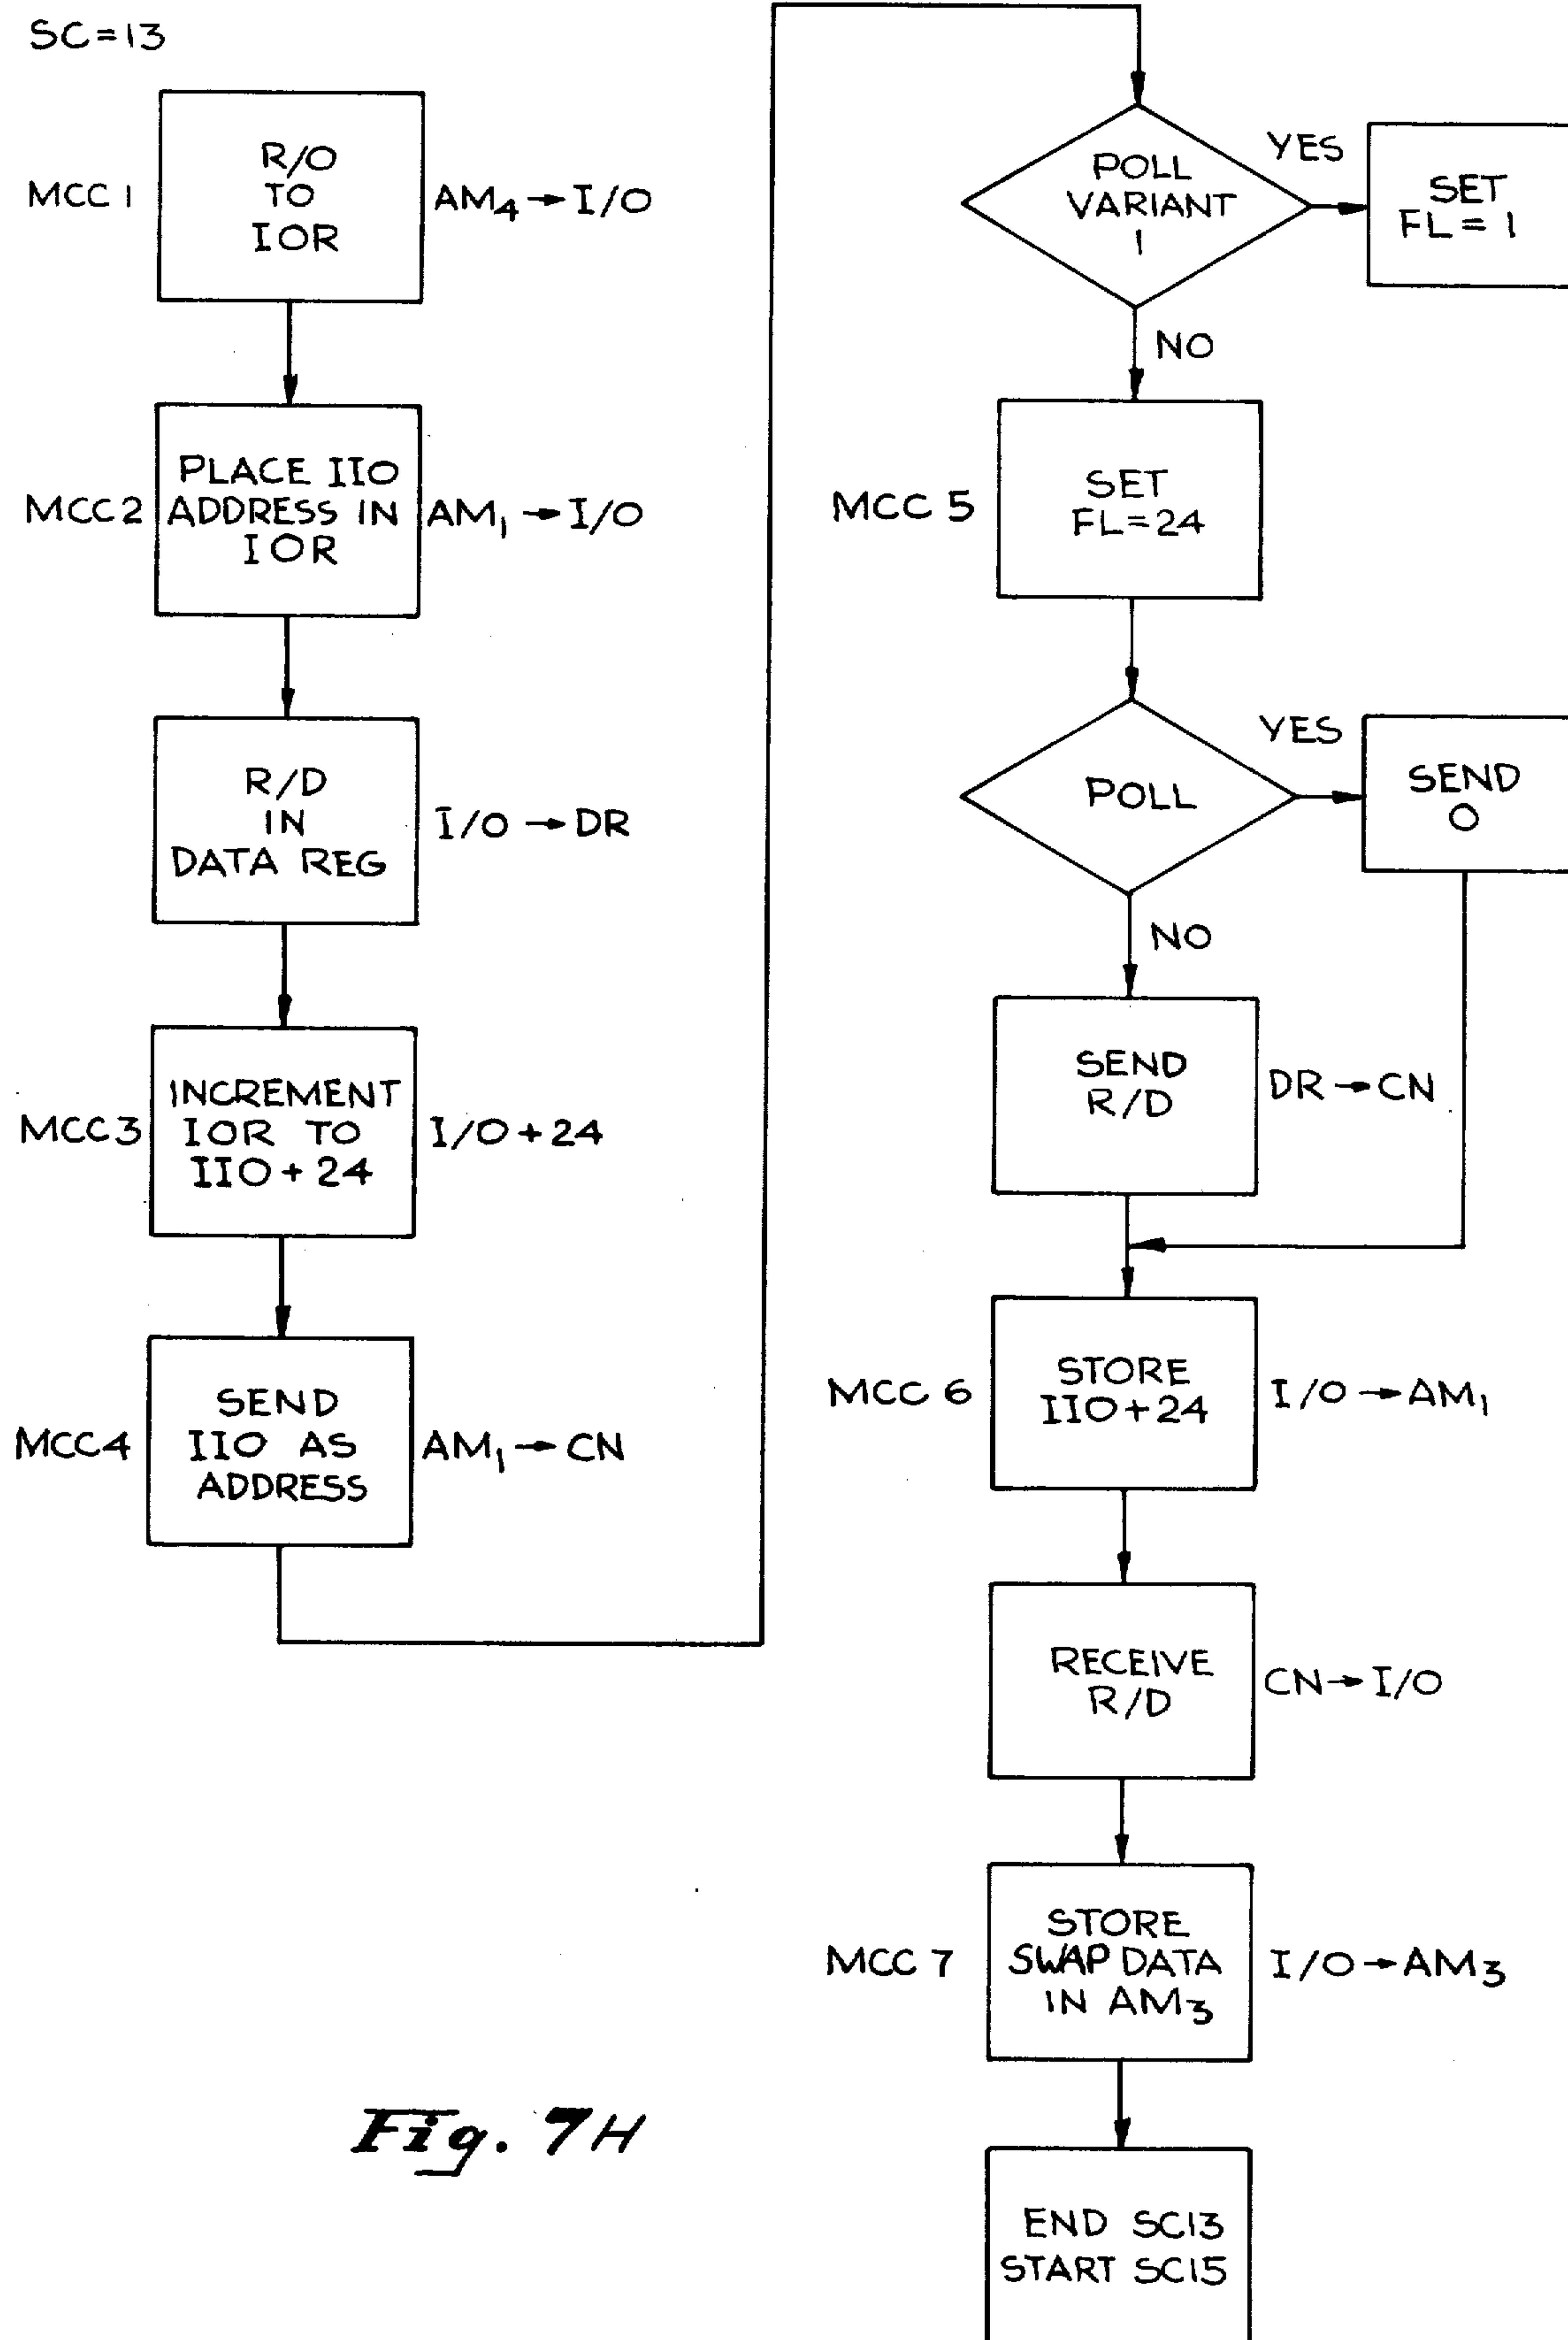 SC=13
MCC 1
R/O
TO
IOR
AM4 → I/O
MCC2
PLACE IIO
ADDRESS IN
IOR
AM1 → I/O
R/D
IN
DATA REG
I/O → DR
MCC3
INCREMENT
IOR TO
IIO+24
I/O+24
MCC4
SEND
IIO AS
ADDRESS
AM1 → CN
POLL
VARIANT
1
YES
SET
FL=1
NO
MCC 5
SET
FL=24
POLL
YES
SEND
O
NO
SEND
R/D
DR → CN
MCC 6
STORE
IIO+24
I/O → AM1
RECEIVE
R/D
CN → I/O
MCC 7
STORE
SWAP DATA
IN AM3
I/O → AM3
END SC13
START SC15
Fig. 7H